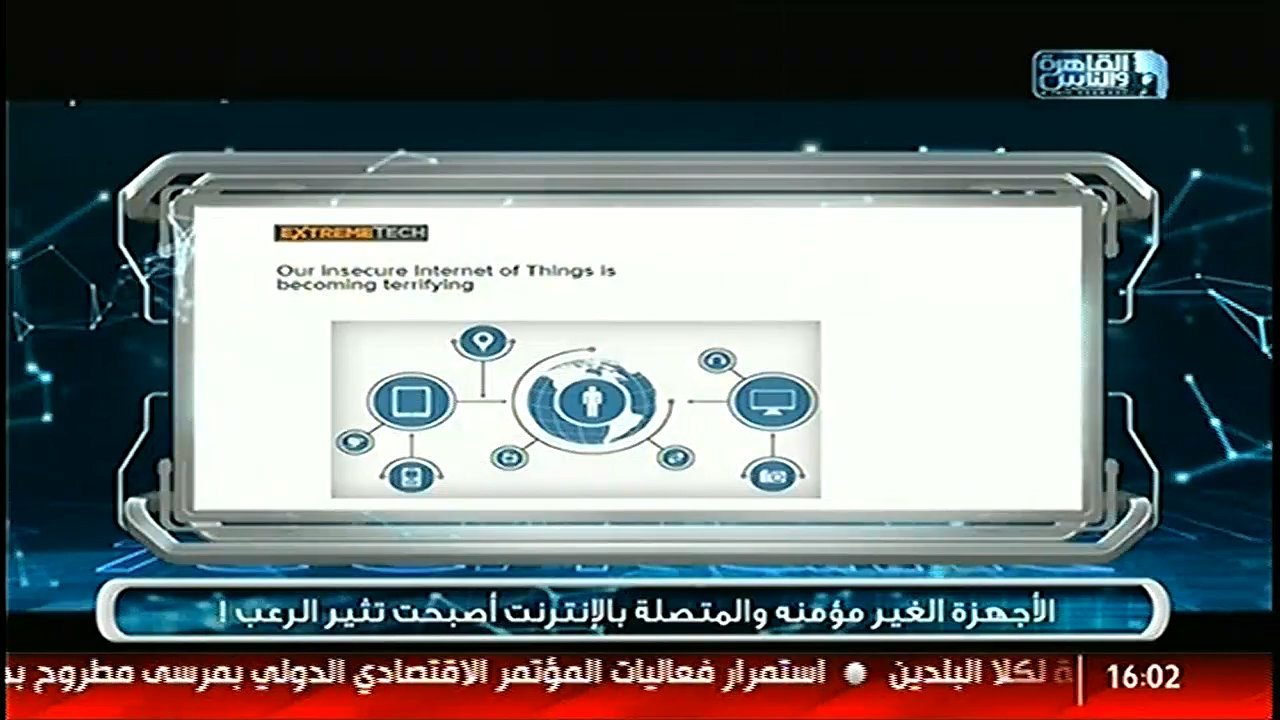 القاهرة
والناس
EXTREMETECH
Our Insecure Internet of Things is
becoming terrifying
الأجهزة الغير مؤمنه والمتصلة بالإنترنت أصبحت تثير الرعب !
لكلا البلدين ● استمرار فعاليات المؤتمر الاقتصادي الدولي بمرسى مطروح
16:02